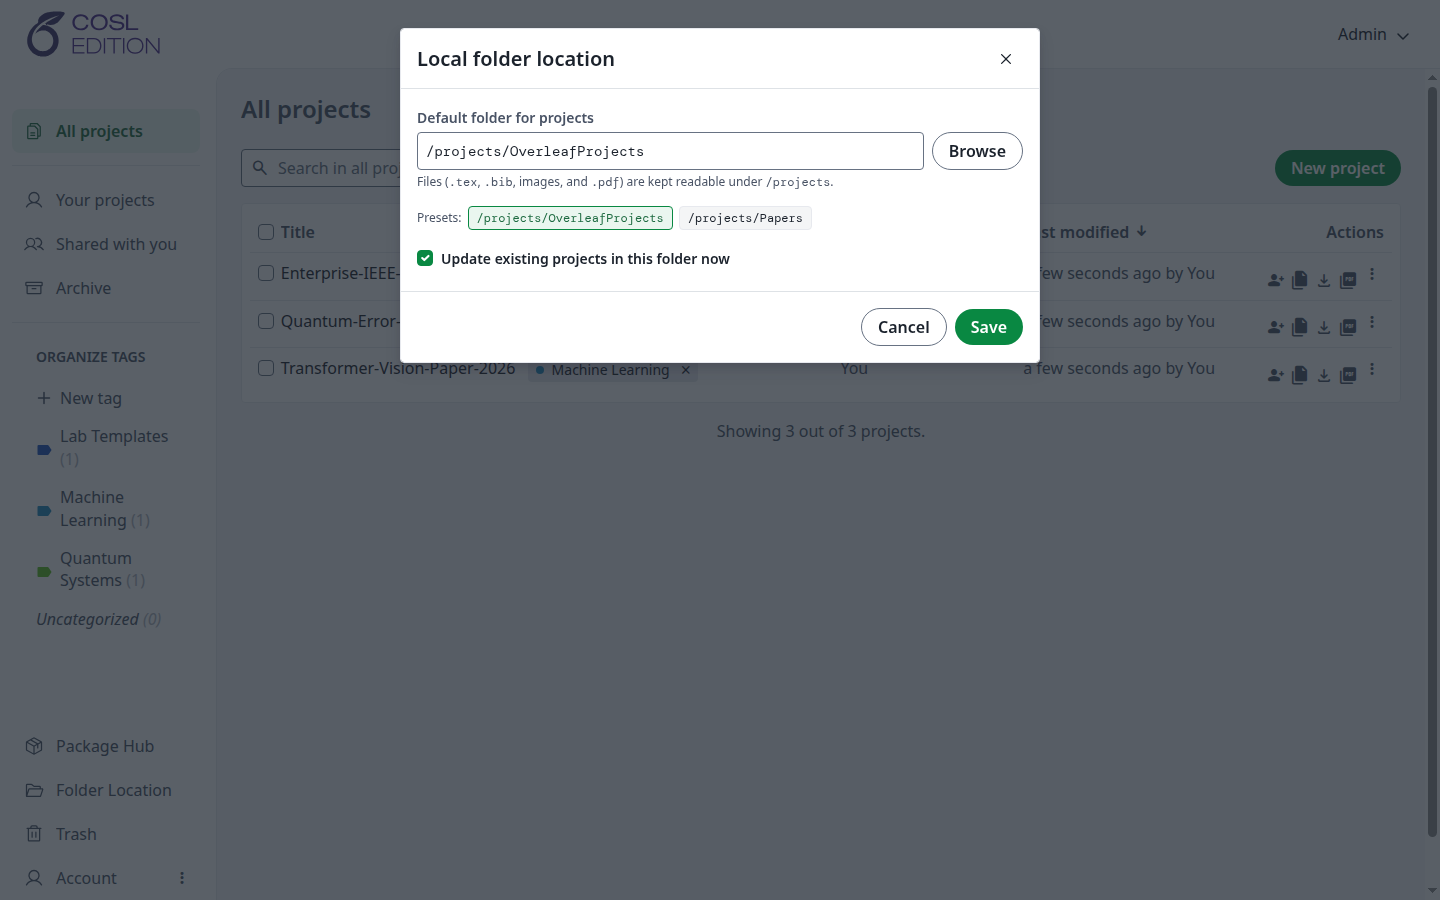 COSL
EDITION
Admin
All projects
Your projects
Shared with you
Archive
ORGANIZE TAGS
New tag
Lab Templates
(1)
Machine
Learning (1)
Quantum
Systems (1)
Uncategorized (0)
Package Hub
Folder Location
Trash
Account
All projects
Search in all proj
New project
Title
st modified
Actions
Enterprise-IEEE-
few seconds ago by You
Quantum-Error-
few seconds ago by You
Transformer-Vision-Paper-2026
Machine Learning
You
a few seconds ago by You
Showing 3 out of 3 projects.
Local folder location
Default folder for projects
/projects/OverleafProjects
Browse
Files (.tex, .bib, images, and .pdf) are kept readable under /projects.
Presets: /projects/OverleafProjects /projects/Papers
Update existing projects in this folder now
Cancel
Save